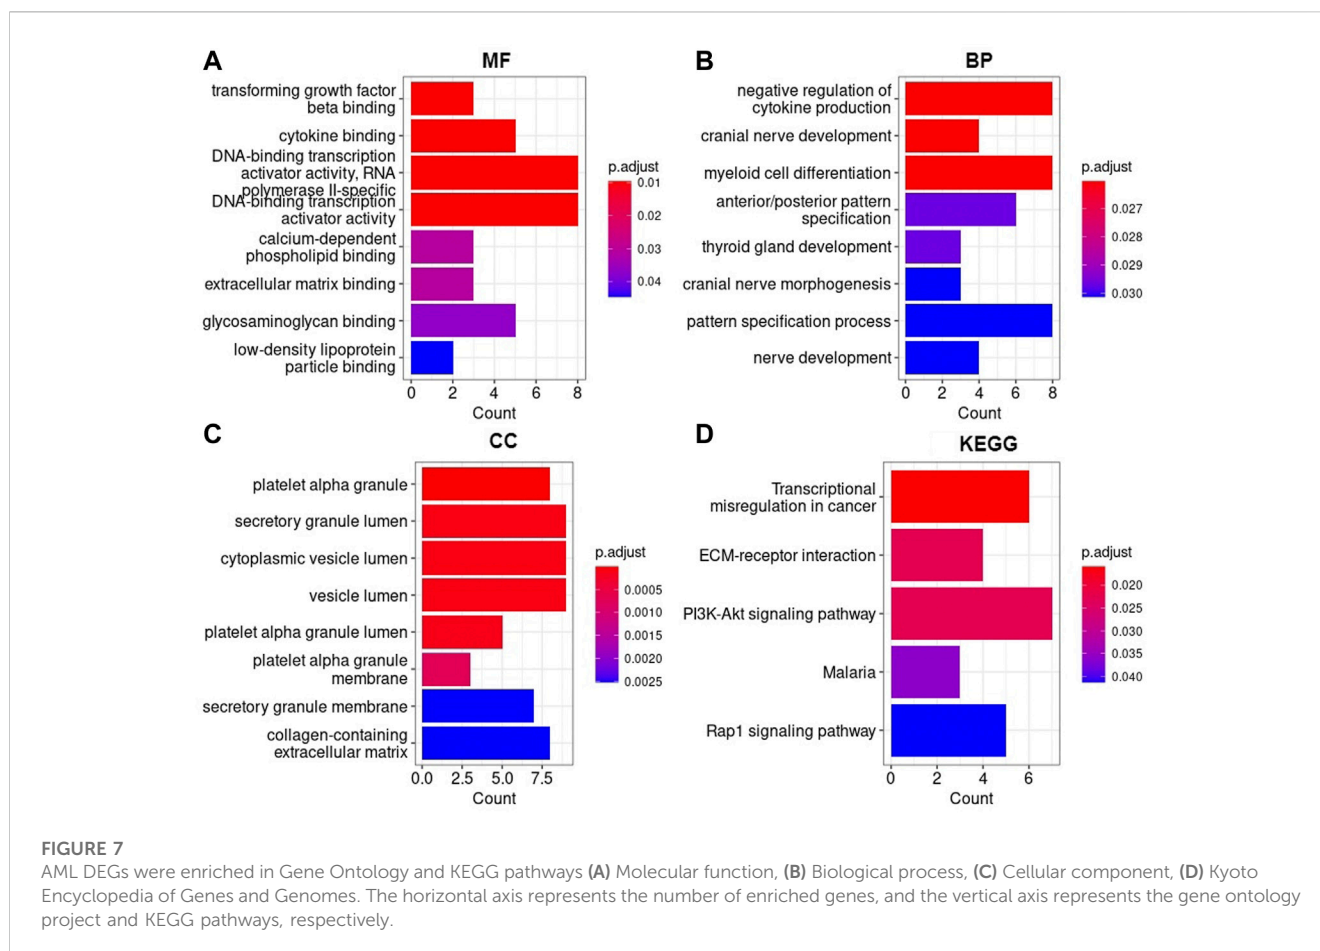 A
MF
transforming growth factor
beta binding
cytokine binding
DNA-binding transcription
activator activity, RNA
polymerase II-specific
DNA-binding transcription
activator activity
calcium-dependent
phospholipid binding
extracellular matrix binding
glycosaminoglycan binding
low-density lipoprotein
particle binding
0 2 4 6 8
Count
p.adjust
0.01
0.02
0.03
0.04
B
BP
negative regulation of
cytokine production
cranial nerve development
myeloid cell differentiation
anterior/posterior pattern
specification
thyroid gland development
cranial nerve morphogenesis
pattern specification process
nerve development
0 2 4 6 8
Count
p.adjust
0.027
0.028
0.029
0.030
C
CC
platelet alpha granule
secretory granule lumen
cytoplasmic vesicle lumen
vesicle lumen
platelet alpha granule lumen
platelet alpha granule
membrane
secretory granule membrane
collagen-containing
extracellular matrix
0.0 2.5 5.0 7.5
Count
p.adjust
0.0005
0.0010
0.0015
0.0020
0.0025
D
KEGG
Transcriptional
misregulation in cancer
ECM-receptor interaction
PI3K-Akt signaling pathway
Malaria
Rap1 signaling pathway
0 2 4 6
Count
p.adjust
0.020
0.025
0.030
0.035
0.040
FIGURE 7
AML DEGs were enriched in Gene Ontology and KEGG pathways (A) Molecular function, (B) Biological process, (C) Cellular component, (D) Kyoto
Encyclopedia of Genes and Genomes. The horizontal axis represents the number of enriched genes, and the vertical axis represents the gene ontology
project and KEGG pathways, respectively.